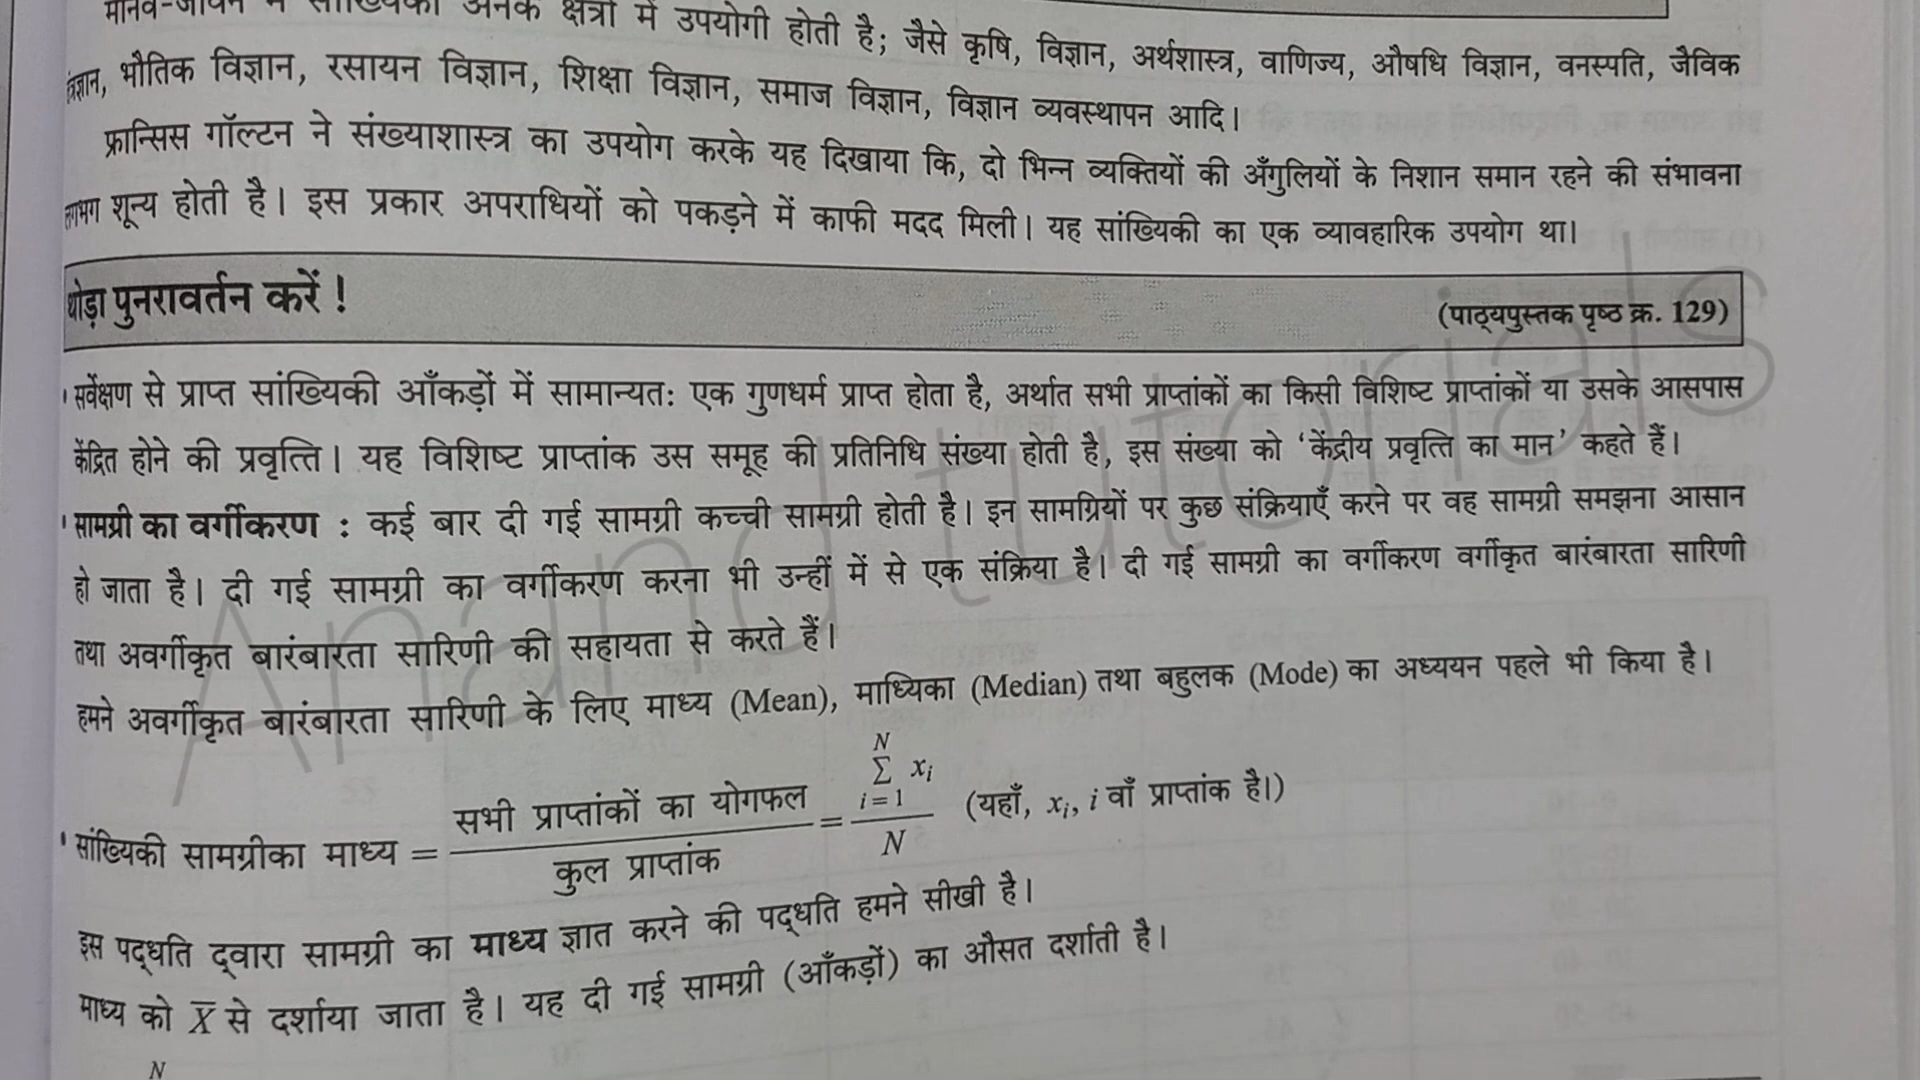 मानव-जीवन में सांख्यिकी अनेक क्षेत्रों में उपयोगी होती है; जैसे कृषि, विज्ञान, अर्थशास्त्र, वाणिज्य, औषधि विज्ञान, वनस्पति, जैविक
भौतिक विज्ञान, रसायन विज्ञान, शिक्षा विज्ञान, समाज विज्ञान, विज्ञान व्यवस्थापन आदि।
फ्रान्सिस गॉल्टन ने संख्याशास्त्र का उपयोग करके यह दिखाया कि, दो भिन्न व्यक्तियों की अँगुलियों के निशान समान रहने की संभावना
लगभग शून्य होती है। इस प्रकार अपराधियों को पकड़ने में काफी मदद मिली। यह सांख्यिकी का एक व्यावहारिक उपयोग था।
थोड़ा पुनरावर्तन करें !
(पाठ्यपुस्तक पृष्ठ क्र. 129)
सर्वेक्षण से प्राप्त सांख्यिकी आँकड़ों में सामान्यतः एक गुणधर्म प्राप्त होता है, अर्थात सभी प्राप्तांकों का किसी विशिष्ट प्राप्तांकों या उसके आसपास
केंद्रित होने की प्रवृत्ति। यह विशिष्ट प्राप्तांक उस समूह की प्रतिनिधि संख्या होती है, इस संख्या को ‘केंद्रीय प्रवृत्ति का मान’ कहते हैं।
सामग्री का वर्गीकरण : कई बार दी गई सामग्री कच्ची सामग्री होती है। इन सामग्रियों पर कुछ संक्रियाएँ करने पर वह सामग्री समझना आसान
हो जाता है। दी गई सामग्री का वर्गीकरण करना भी उन्हीं में से एक संक्रिया है। दी गई सामग्री का वर्गीकरण वर्गीकृत बारंबारता सारिणी
तथा अवर्गीकृत बारंबारता सारिणी की सहायता से करते हैं।
हमने अवर्गीकृत बारंबारता सारिणी के लिए माध्य (Mean), माध्यिका (Median) तथा बहुलक (Mode) का अध्ययन पहले भी किया है।
सांख्यिकी सामग्रीका माध्य = सभी प्राप्तांकों का योगफल / कुल प्राप्तांक = N Σ i = 1 xᵢ / N (यहाँ, xᵢ, i वाँ प्राप्तांक है।)
इस पद्धति द्वारा सामग्री का माध्य ज्ञात करने की पद्धति हमने सीखी है।
माध्य को X̅ से दर्शाया जाता है। यह दी गई सामग्री (आँकड़ों) का औसत दर्शाती है।
N
Anand tutorials